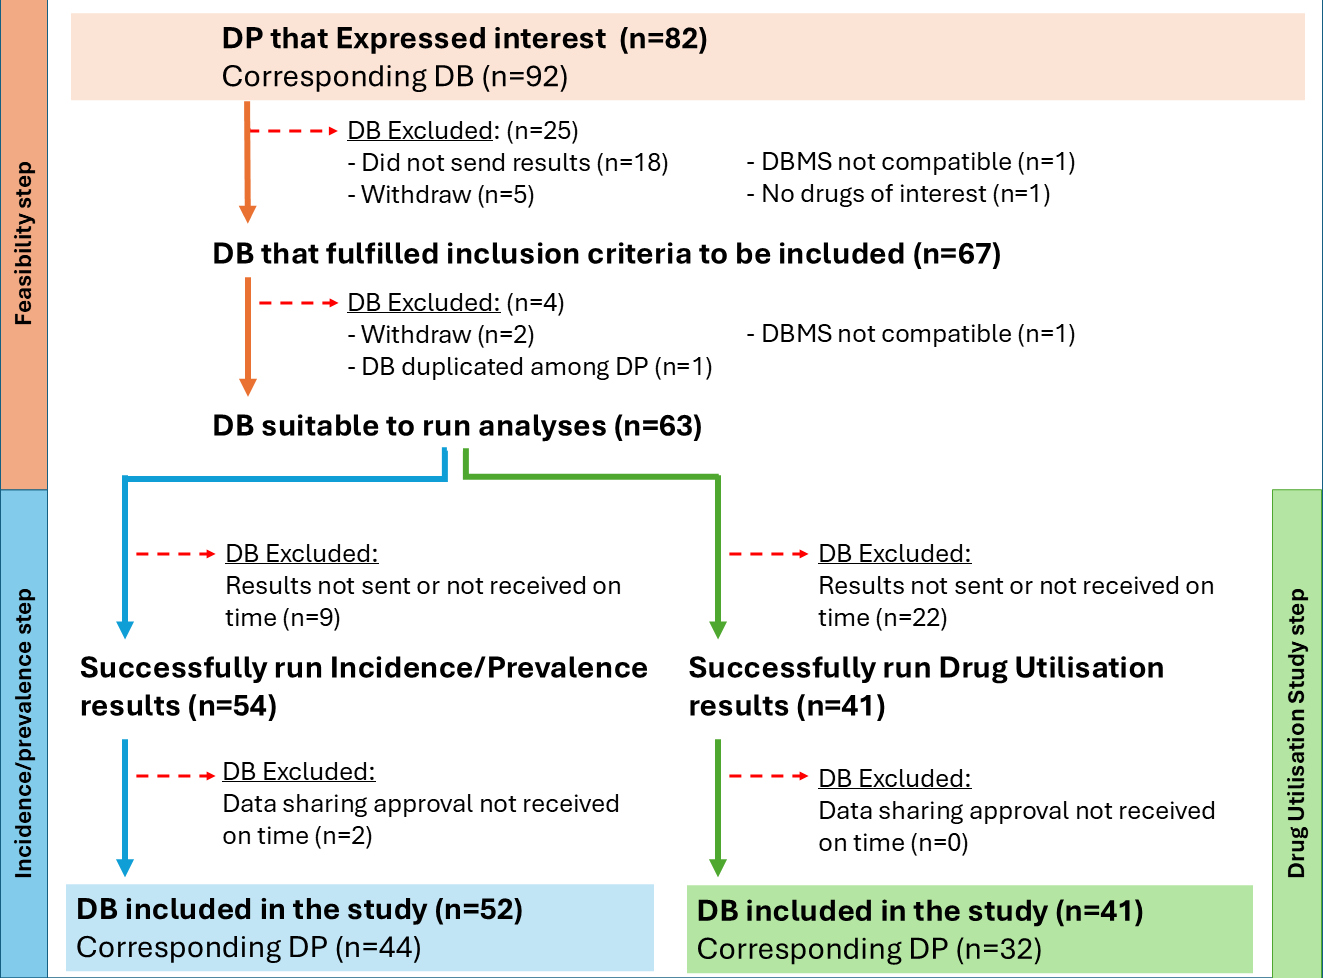 DP that Expressed interest (n=82)
Corresponding DB (n=92)
DB Excluded: (n=25)
- Did not send results (n=18)
- Withdraw (n=5)
- DBMS not compatible (n=1)
- No drugs of interest (n=1)
DB that fulfilled inclusion criteria to be included (n=67)
DB Excluded: (n=4)
- Withdraw (n=2)
- DB duplicated among DP (n=1)
- DBMS not compatible (n=1)
DB suitable to run analyses (n=63)
Feasibility step
DB Excluded:
Results not sent or not received on
time (n=9)
Successfully run Incidence/Prevalence
results (n=54)
DB Excluded:
Data sharing approval not received
on time (n=2)
DB included in the study (n=52)
Corresponding DP (n=44)
Incidence/prevalence step
DB Excluded:
Results not sent or not received on
time (n=22)
Successfully run Drug Utilisation
results (n=41)
DB Excluded:
Data sharing approval not received
on time (n=0)
DB included in the study (n=41)
Corresponding DP (n=32)
Drug Utilisation Study step